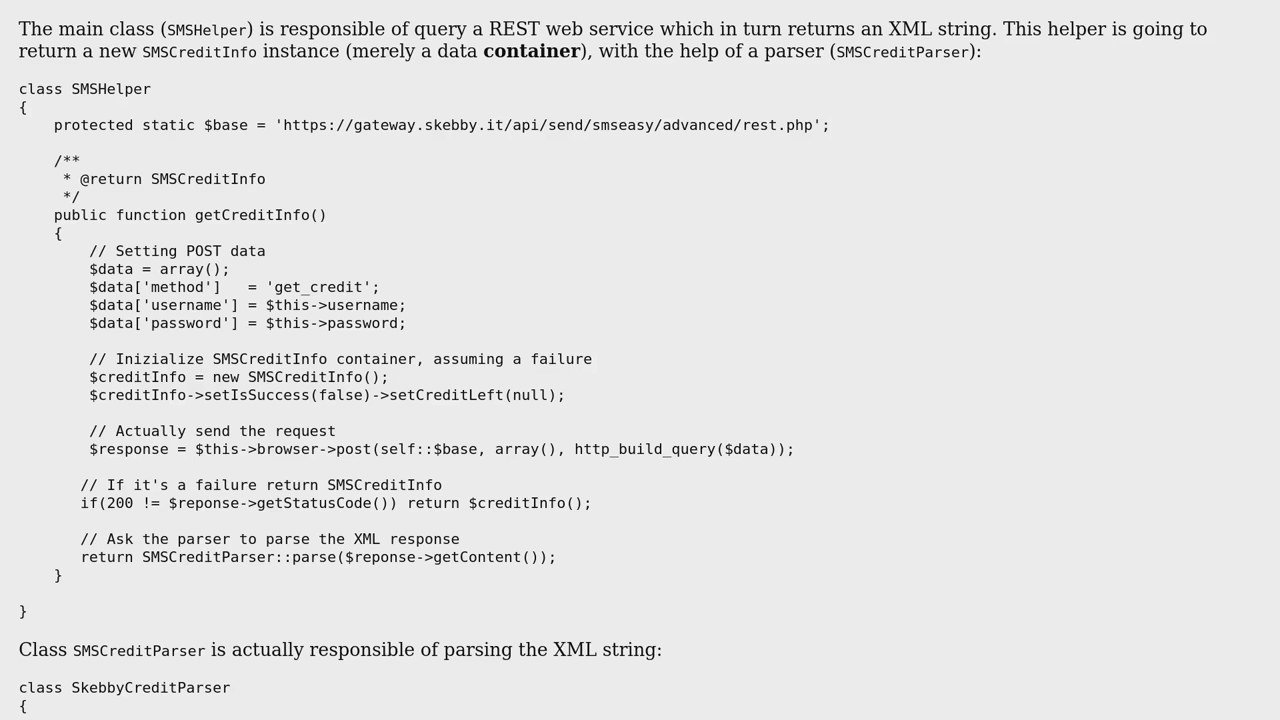 The main class (SMSHelper) is responsible of query a REST web service which in turn returns an XML string. This helper is going to
return a new SMSCreditInfo instance (merely a data container), with the help of a parser (SMSCreditParser):
class SMSHelper
{
    protected static $base = 'https://gateway.skebby.it/api/send/smseasy/advanced/rest.php';
    /**
     * @return SMSCreditInfo
     */
    public function getCreditInfo()
    {
        // Setting POST data
        $data = array();
        $data['method']   = 'get_credit';
        $data['username'] = $this->username;
        $data['password'] = $this->password;
        // Inizialize SMSCreditInfo container, assuming a failure
        $creditInfo = new SMSCreditInfo();
        $creditInfo->setIsSuccess(false)->setCreditLeft(null);
        // Actually send the request
        $response = $this->browser->post(self::$base, array(), http_build_query($data));
       // If it's a failure return SMSCreditInfo
       if(200 != $reponse->getStatusCode()) return $creditInfo();
       // Ask the parser to parse the XML response
       return SMSCreditParser::parse($reponse->getContent());
    }
}
Class SMSCreditParser is actually responsible of parsing the XML string:
class SkebbyCreditParser
{